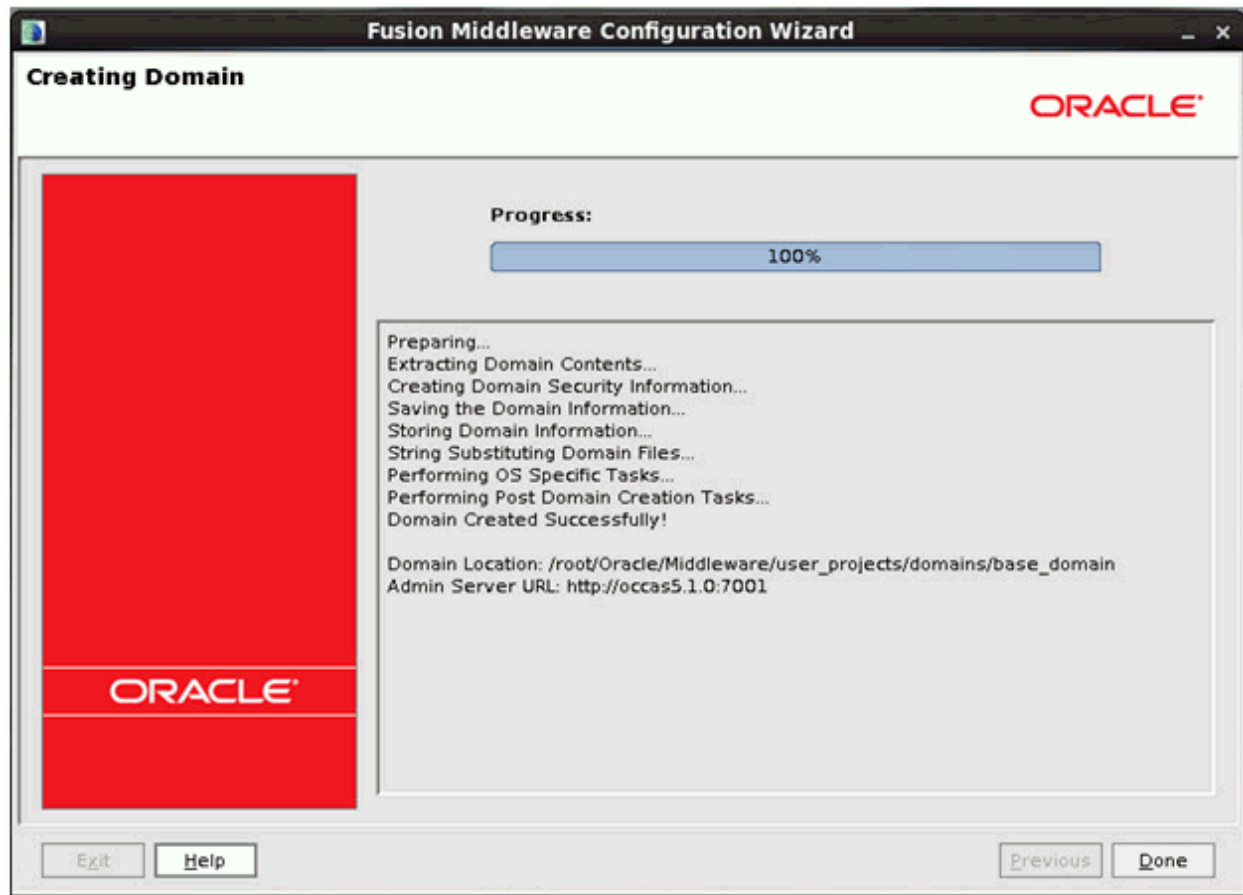 Fusion Middleware Configuration Wizard
Creating Domain
ORACLE
Progress:
100%
Preparing...
Extracting Domain Contents...
Creating Domain Security Information...
Saving the Domain Information...
Storing Domain Information...
String Substituting Domain Files...
Performing OS Specific Tasks...
Performing Post Domain Creation Tasks...
Domain Created Successfully!
Domain Location: /root/Oracle/Middleware/user_projects/domains/base_domain
Admin Server URL: http://occas5.1.0:7001
ORACLE
Exit Help Previous Done